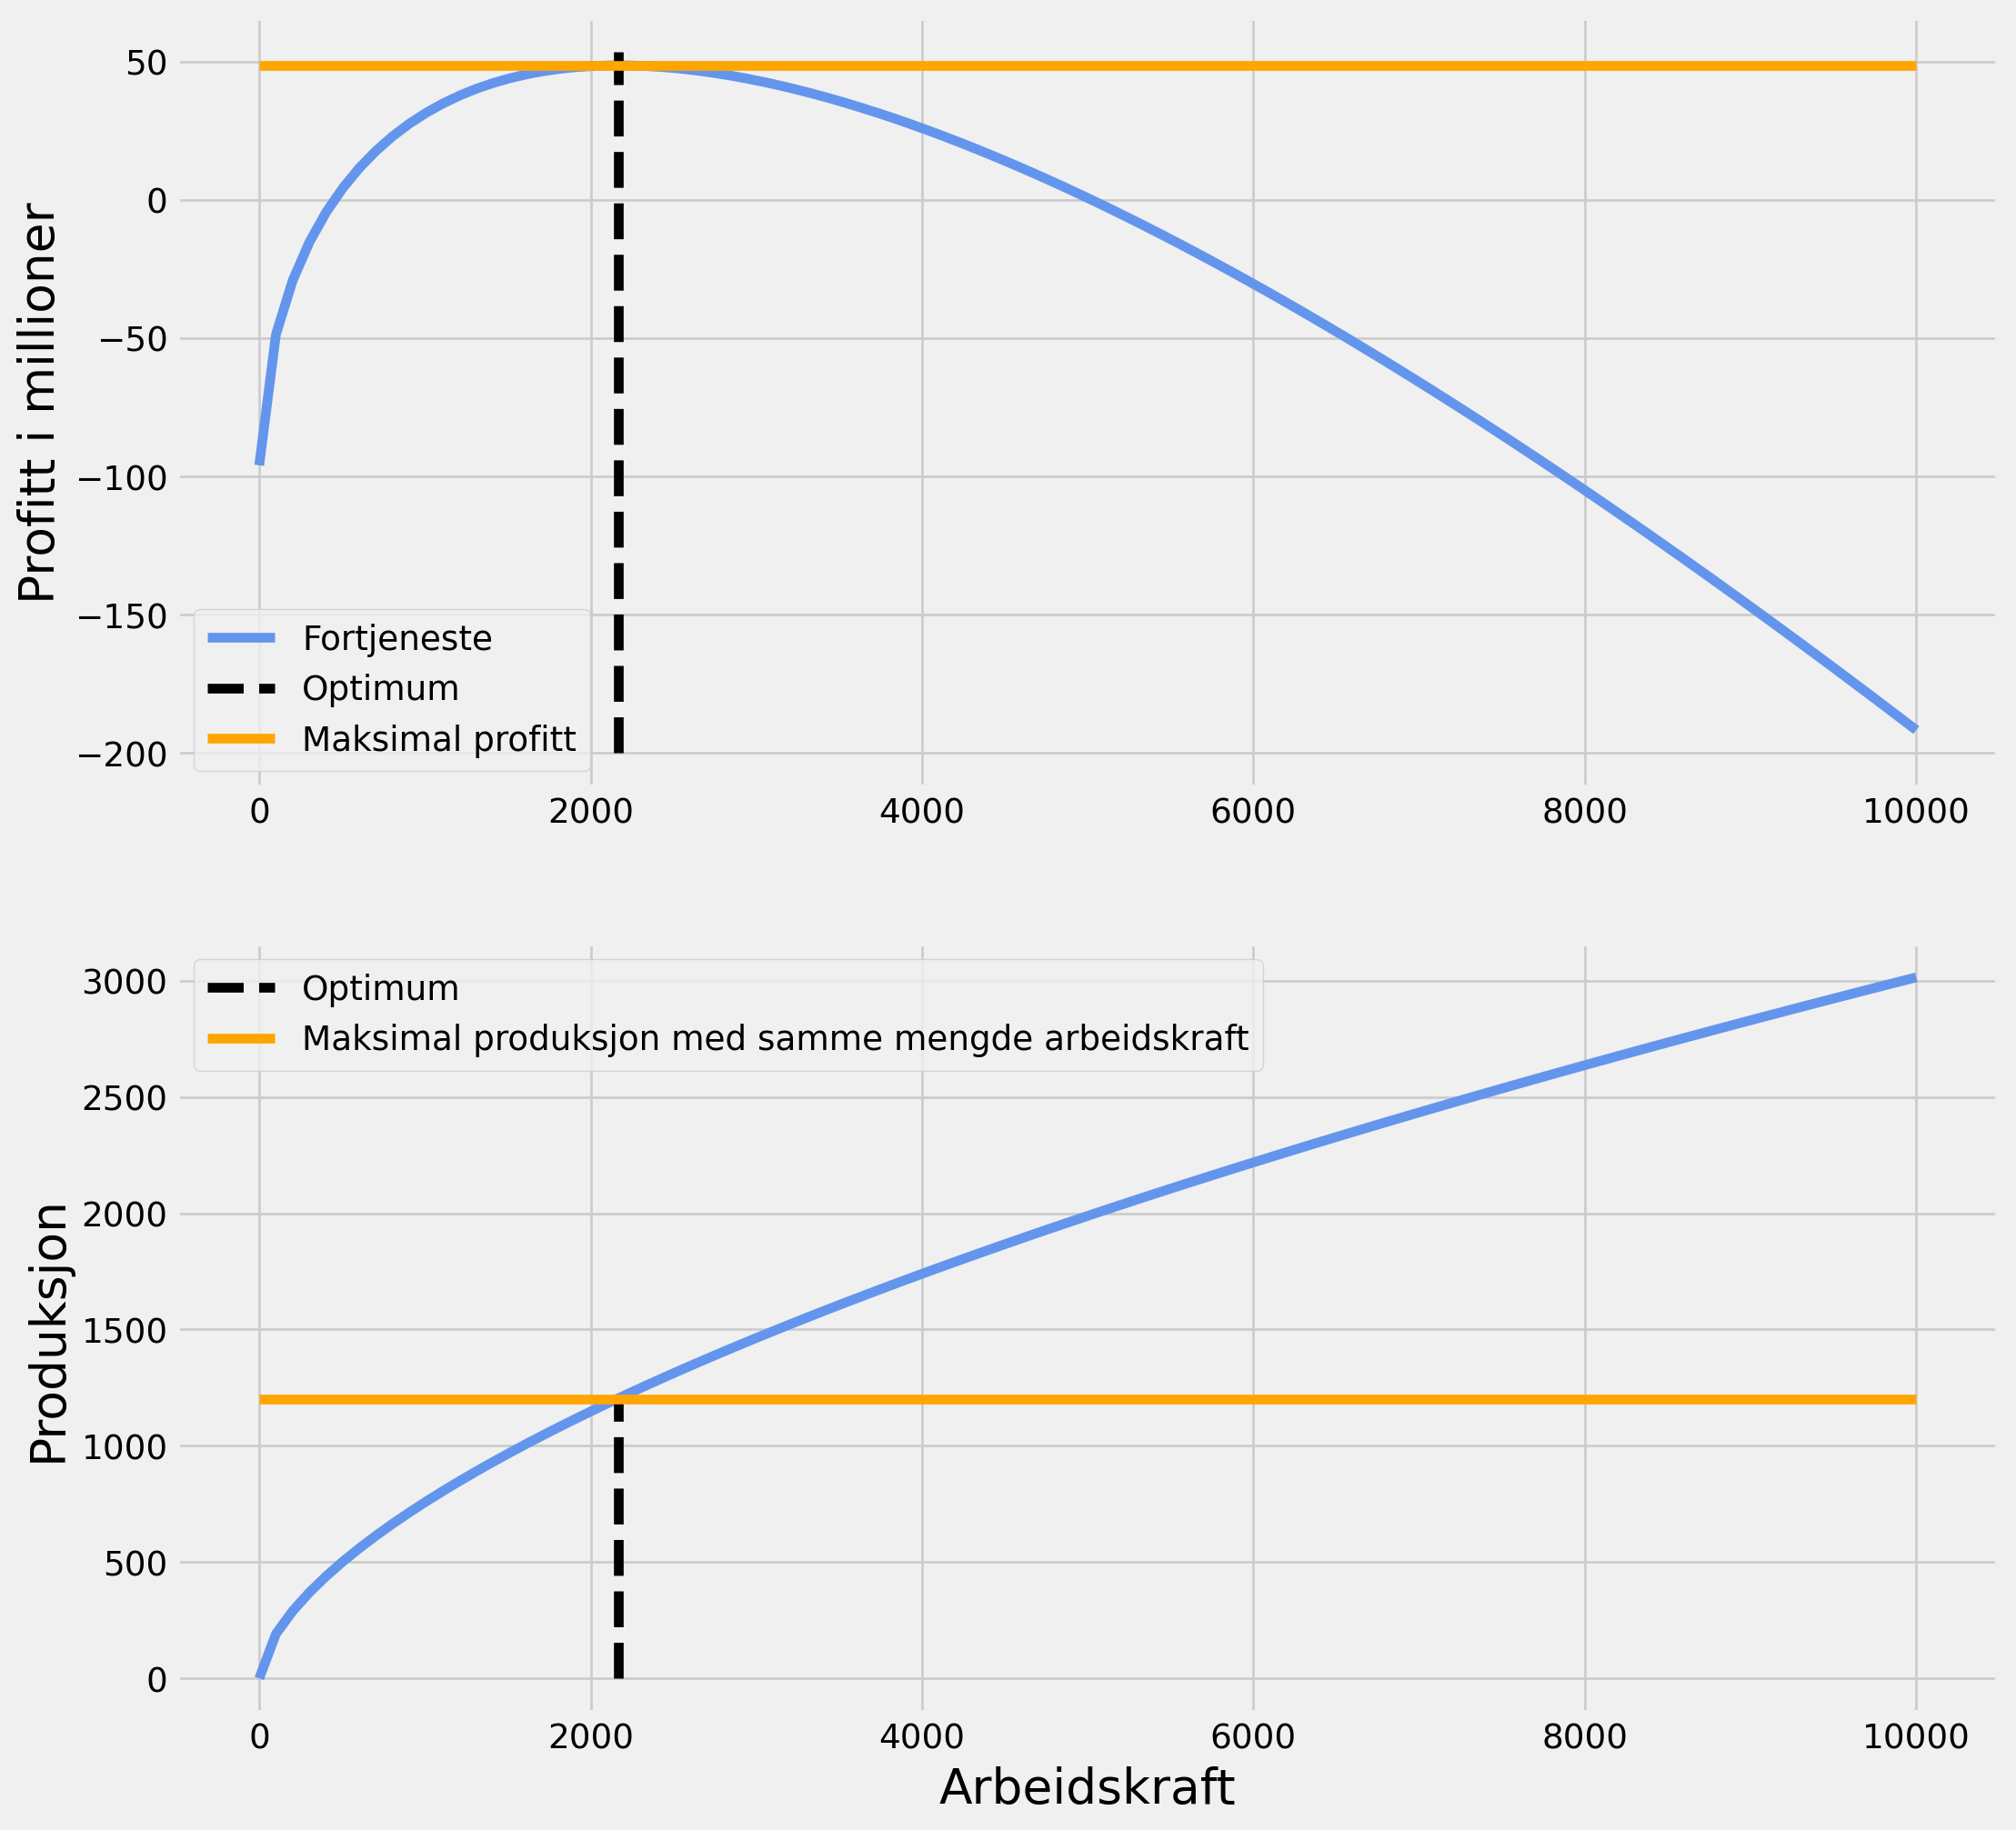 Profitt i millioner
50
0
−50
−100
−150
−200
Fortjeneste
Optimum
Maksimal profitt
0 2000 4000 6000 8000 10000
Produksjon
3000
2500
2000
1500
1000
500
0
Optimum
Maksimal produksjon med samme mengde arbeidskraft
0 2000 4000 6000 8000 10000
Arbeidskraft